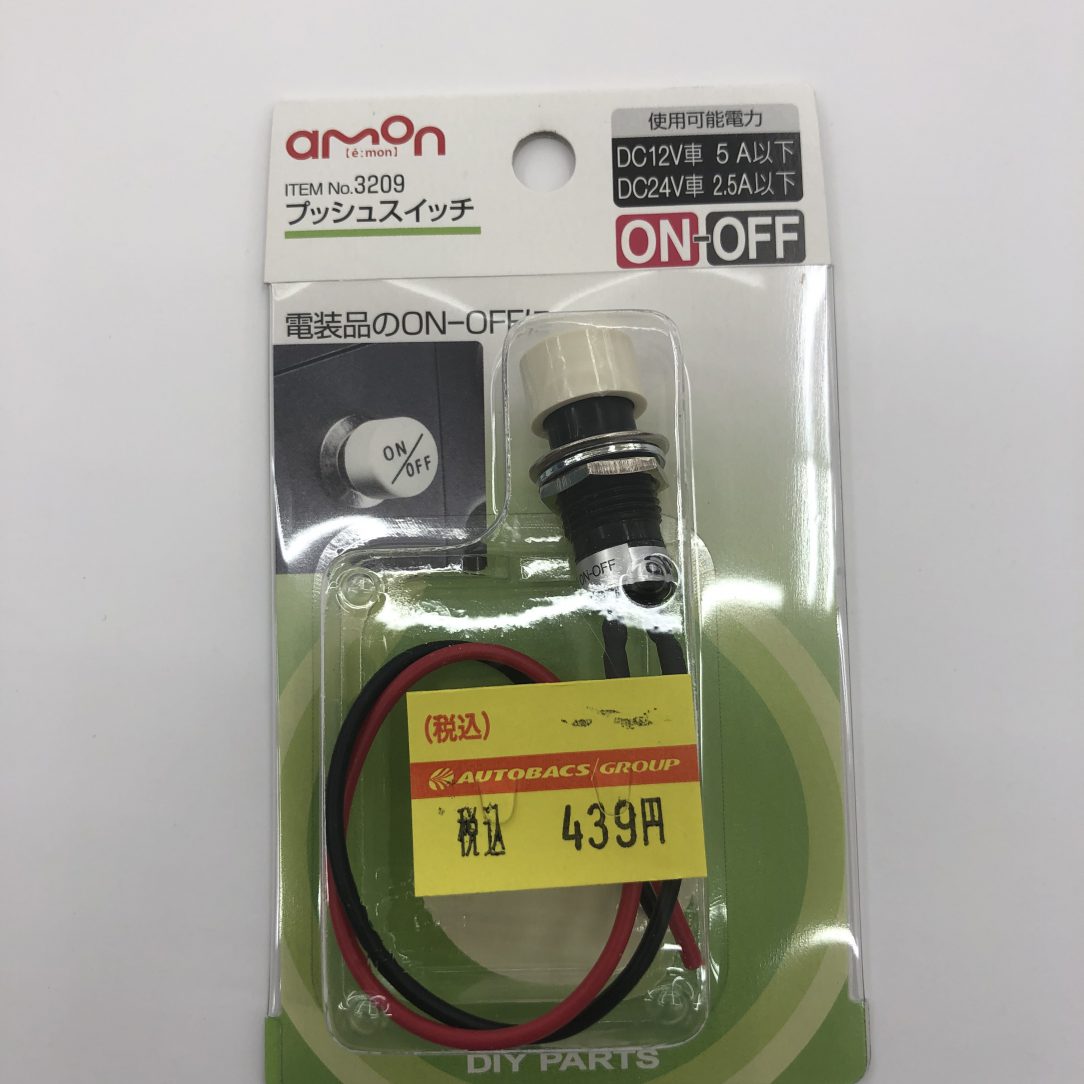 amon
[é:mon]
ITEM No.3209
プッシュスイッチ
使用可能電力
DC12V車 5A以下
DC24V車 2.5A以下
ON-OFF
電装品のON-OFFに
ON/OFF
ON-OFF
(税込)
AUTOBACS/GROUP
税込 439円
DIY PARTS